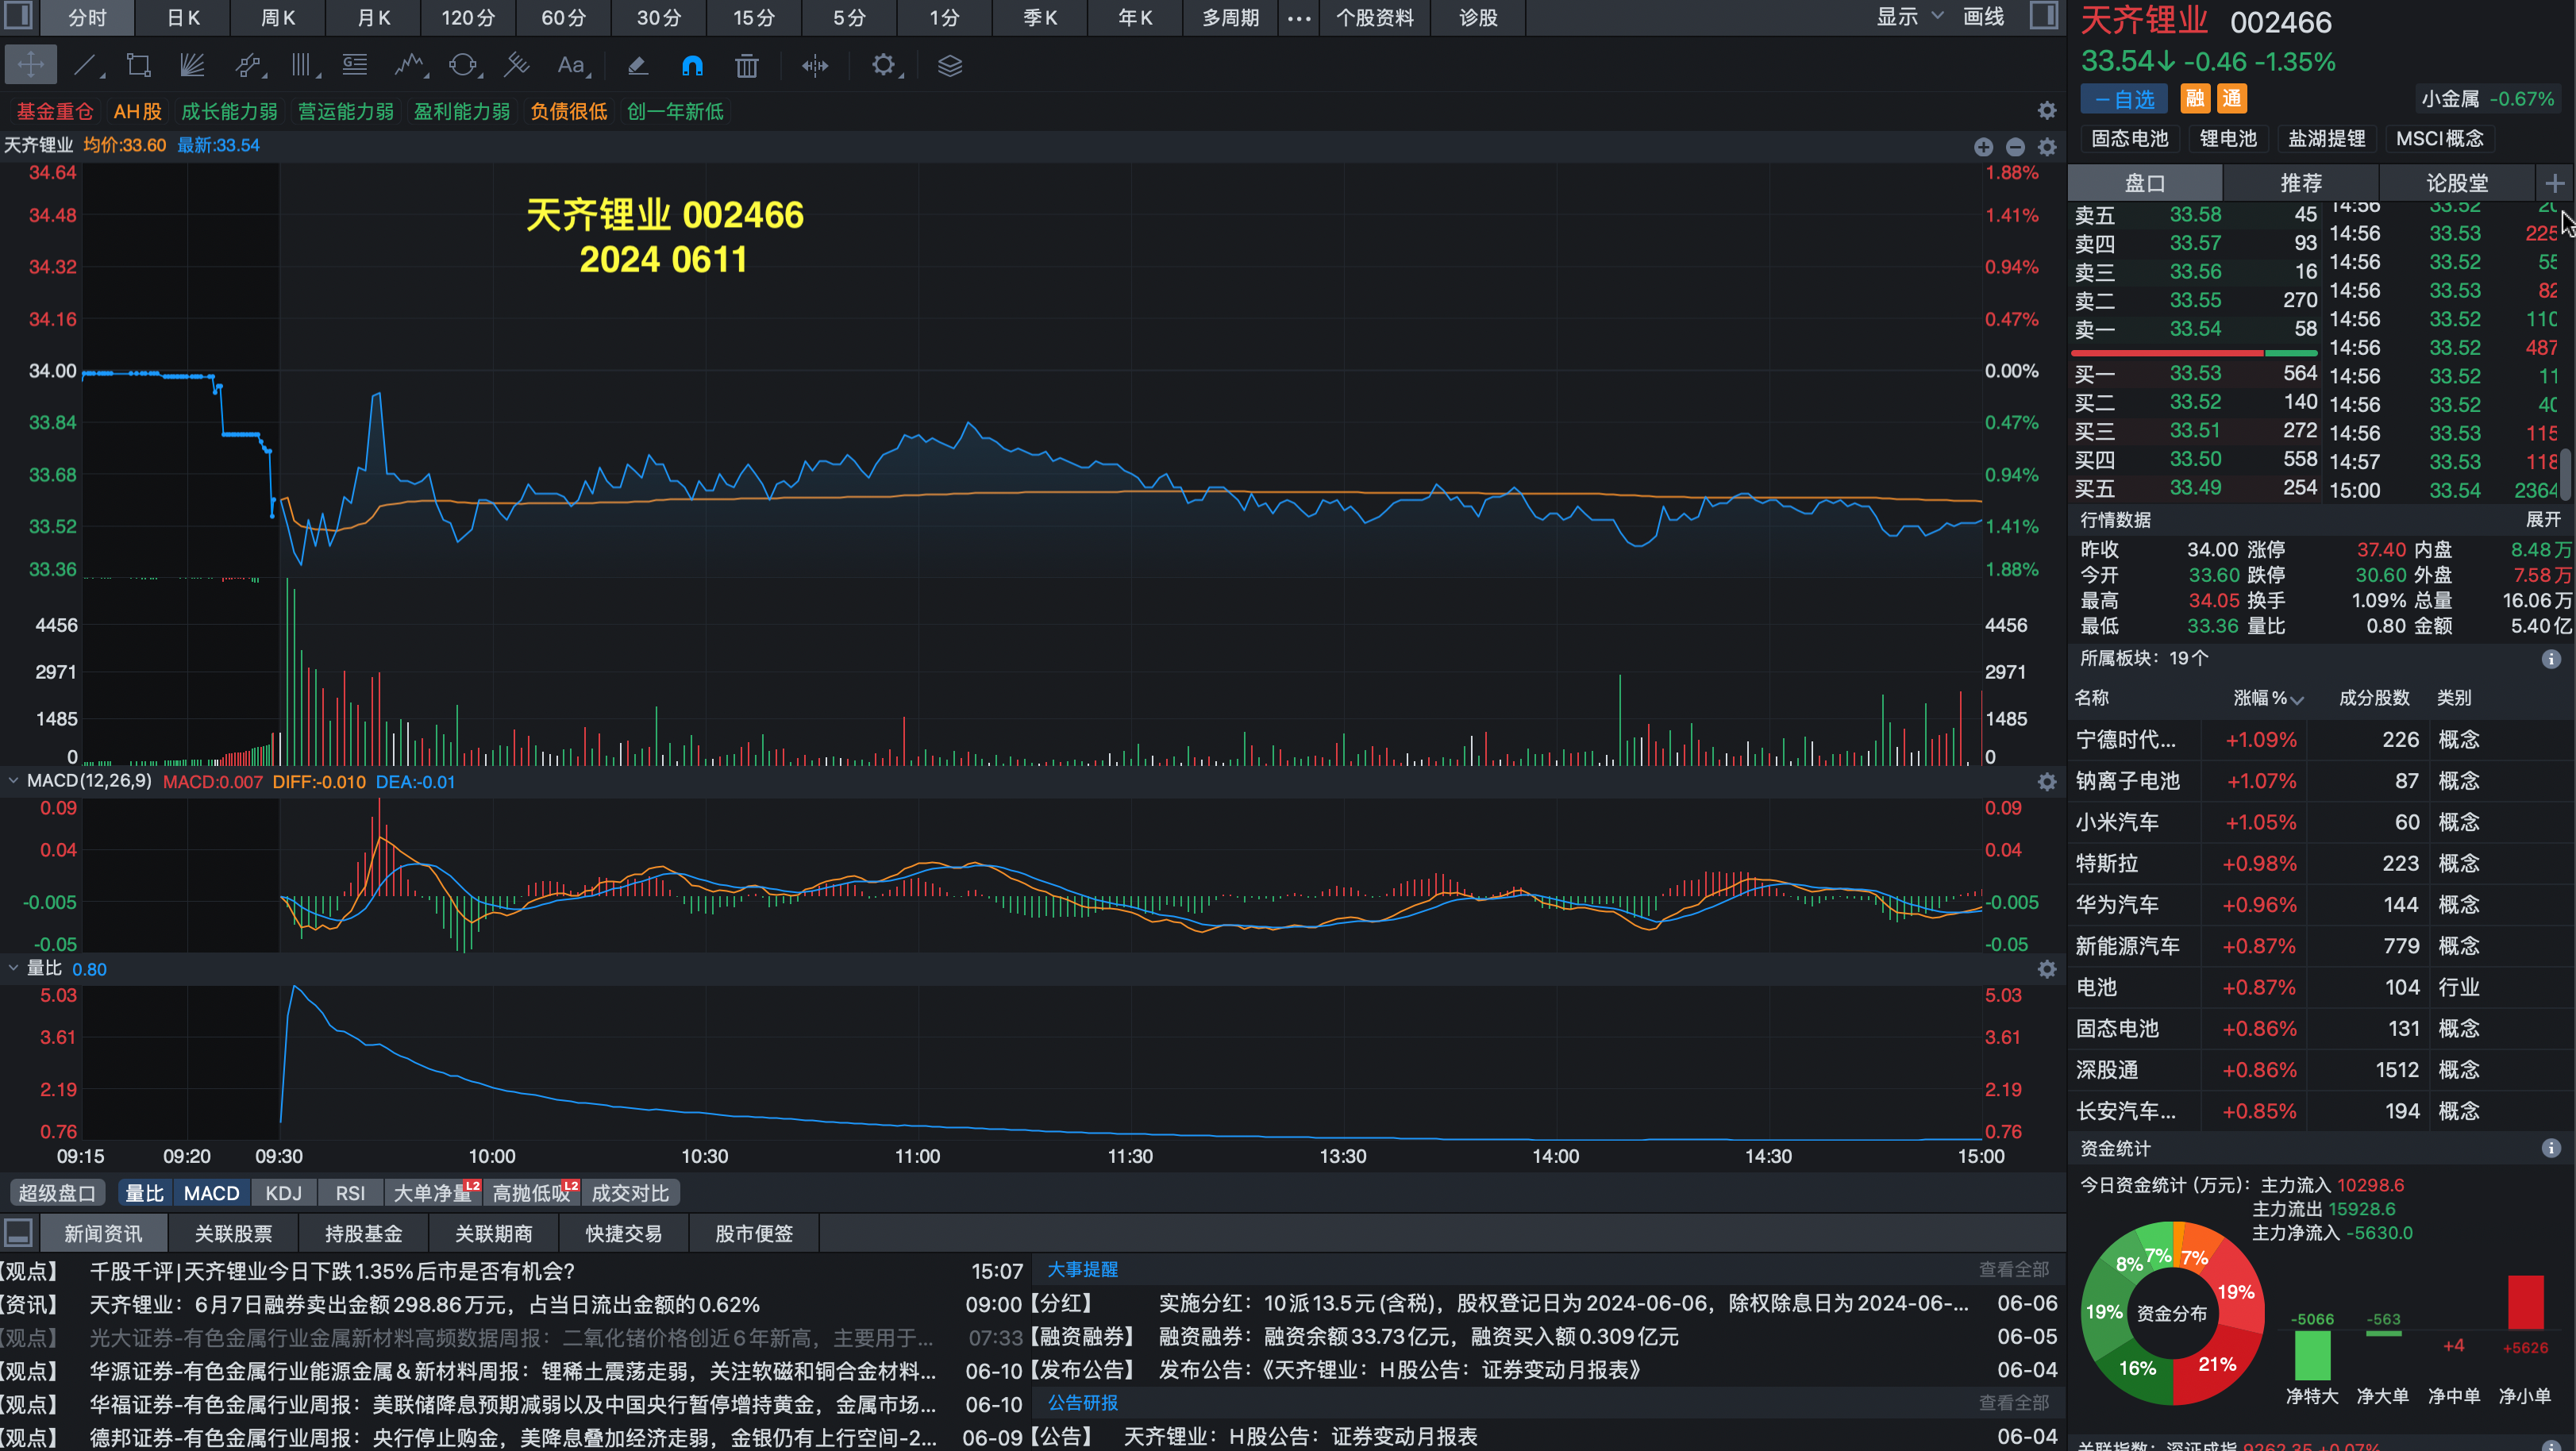 分时 日K 周K 月K 120分 60分 30分 15分 5分 1分 季K 年K 多周期 ••• 个股资料 诊股 显示 画线
Aa
基金重仓 AH股 成长能力弱 营运能力弱 盈利能力弱 负债很低 创一年新低
天齐锂业 均价:33.60 最新:33.54
天齐锂业 002466
2024 0611
34.64 1.88%
34.48 1.41%
34.32 0.94%
34.16 0.47%
34.00 0.00%
33.84 0.47%
33.68 0.94%
33.52 1.41%
33.36 1.88%
4456 4456
2971 2971
1485 1485
0 0
MACD(12,26,9) MACD:0.007 DIFF:-0.010 DEA:-0.01
0.09 0.09
0.04 0.04
-0.005 -0.005
-0.05 -0.05
量比 0.80
5.03 5.03
3.61 3.61
2.19 2.19
0.76 0.76
09:15 09:20 09:30 10:00 10:30 11:00 11:30 13:30 14:00 14:30 15:00
超级盘口 量比 MACD KDJ RSI 大单净量 L2 高抛低吸 L2 成交对比
新闻资讯 关联股票 持股基金 关联期商 快捷交易 股市便签
【观点】 千股千评|天齐锂业今日下跌1.35%后市是否有机会? 15:07
【资讯】 天齐锂业：6月7日融券卖出金额298.86万元，占当日流出金额的0.62% 09:00
【观点】 光大证券-有色金属行业金属新材料高频数据周报：二氧化锗价格创近6年新高，主要用于... 07:33
【观点】 华源证券-有色金属行业能源金属&新材料周报：锂稀土震荡走弱，关注软磁和铜合金材料... 06-10
【观点】 华福证券-有色金属行业周报：美联储降息预期减弱以及中国央行暂停增持黄金，金属市场... 06-10
【观点】 德邦证券-有色金属行业周报：央行停止购金，美降息叠加经济走弱，金银仍有上行空间-2... 06-09
大事提醒 查看全部
【分红】 实施分红：10派13.5元(含税)，股权登记日为2024-06-06，除权除息日为2024-06-... 06-06
【融资融券】 融资融券：融资余额33.73亿元，融资买入额0.309亿元 06-05
【发布公告】 发布公告：《天齐锂业：H股公告：证券变动月报表》 06-04
公告研报 查看全部
【公告】 天齐锂业：H股公告：证券变动月报表 06-04
天齐锂业 002466
33.54↓ -0.46 -1.35%
－自选 融 通 小金属 -0.67%
固态电池 锂电池 盐湖提锂 MSCI概念
盘口 推荐 论股堂
卖五 33.58 45
卖四 33.57 93
卖三 33.56 16
卖二 33.55 270
卖一 33.54 58
买一 33.53 564
买二 33.52 140
买三 33.51 272
买四 33.50 558
买五 33.49 254
14:56 33.52
14:56 33.53 225
14:56 33.52 55
14:56 33.53 82
14:56 33.52 110
14:56 33.52 487
14:56 33.52 11
14:56 33.52 40
14:56 33.53 115
14:57 33.53 118
15:00 33.54 2364
行情数据 展开
昨收 34.00 涨停 37.40 内盘 8.48万
今开 33.60 跌停 30.60 外盘 7.58万
最高 34.05 换手 1.09% 总量 16.06万
最低 33.36 量比 0.80 金额 5.40亿
所属板块：19个
名称 涨幅% 成分股数 类别
宁德时代... +1.09% 226 概念
钠离子电池 +1.07% 87 概念
小米汽车 +1.05% 60 概念
特斯拉 +0.98% 223 概念
华为汽车 +0.96% 144 概念
新能源汽车 +0.87% 779 概念
电池 +0.87% 104 行业
固态电池 +0.86% 131 概念
深股通 +0.86% 1512 概念
长安汽车... +0.85% 194 概念
资金统计
今日资金统计(万元)：主力流入 10298.6
主力流出 15928.6
主力净流入 -5630.0
7% 19% 21% 16% 19% 8% 7%
资金分布
-5066 -563 +4 +5626
净特大 净大单 净中单 净小单
关联指数：深证成指 9262.35 +0.07%